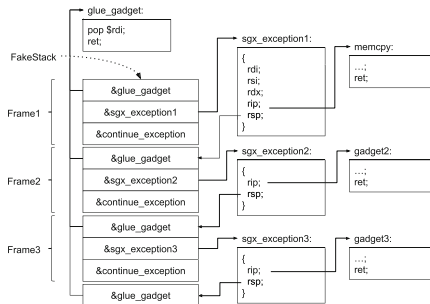 glue_gadget:
pop $rdi;
ret;
FakeStack
sgx_exception1:
{
rdi;
rsi;
rdx;
rip;
rsp;
}
memcpy:
...;
ret;
Frame1
&glue_gadget
&sgx_exception1
&continue_exception
Frame2
&glue_gadget
&sgx_exception2
&continue_exception
sgx_exception2:
{
rip;
rsp;
}
gadget2:
...;
ret;
Frame3
&glue_gadget
&sgx_exception3
&continue_exception
&glue_gadget
sgx_exception3:
{
rip;
rsp;
}
gadget3:
...;
ret;